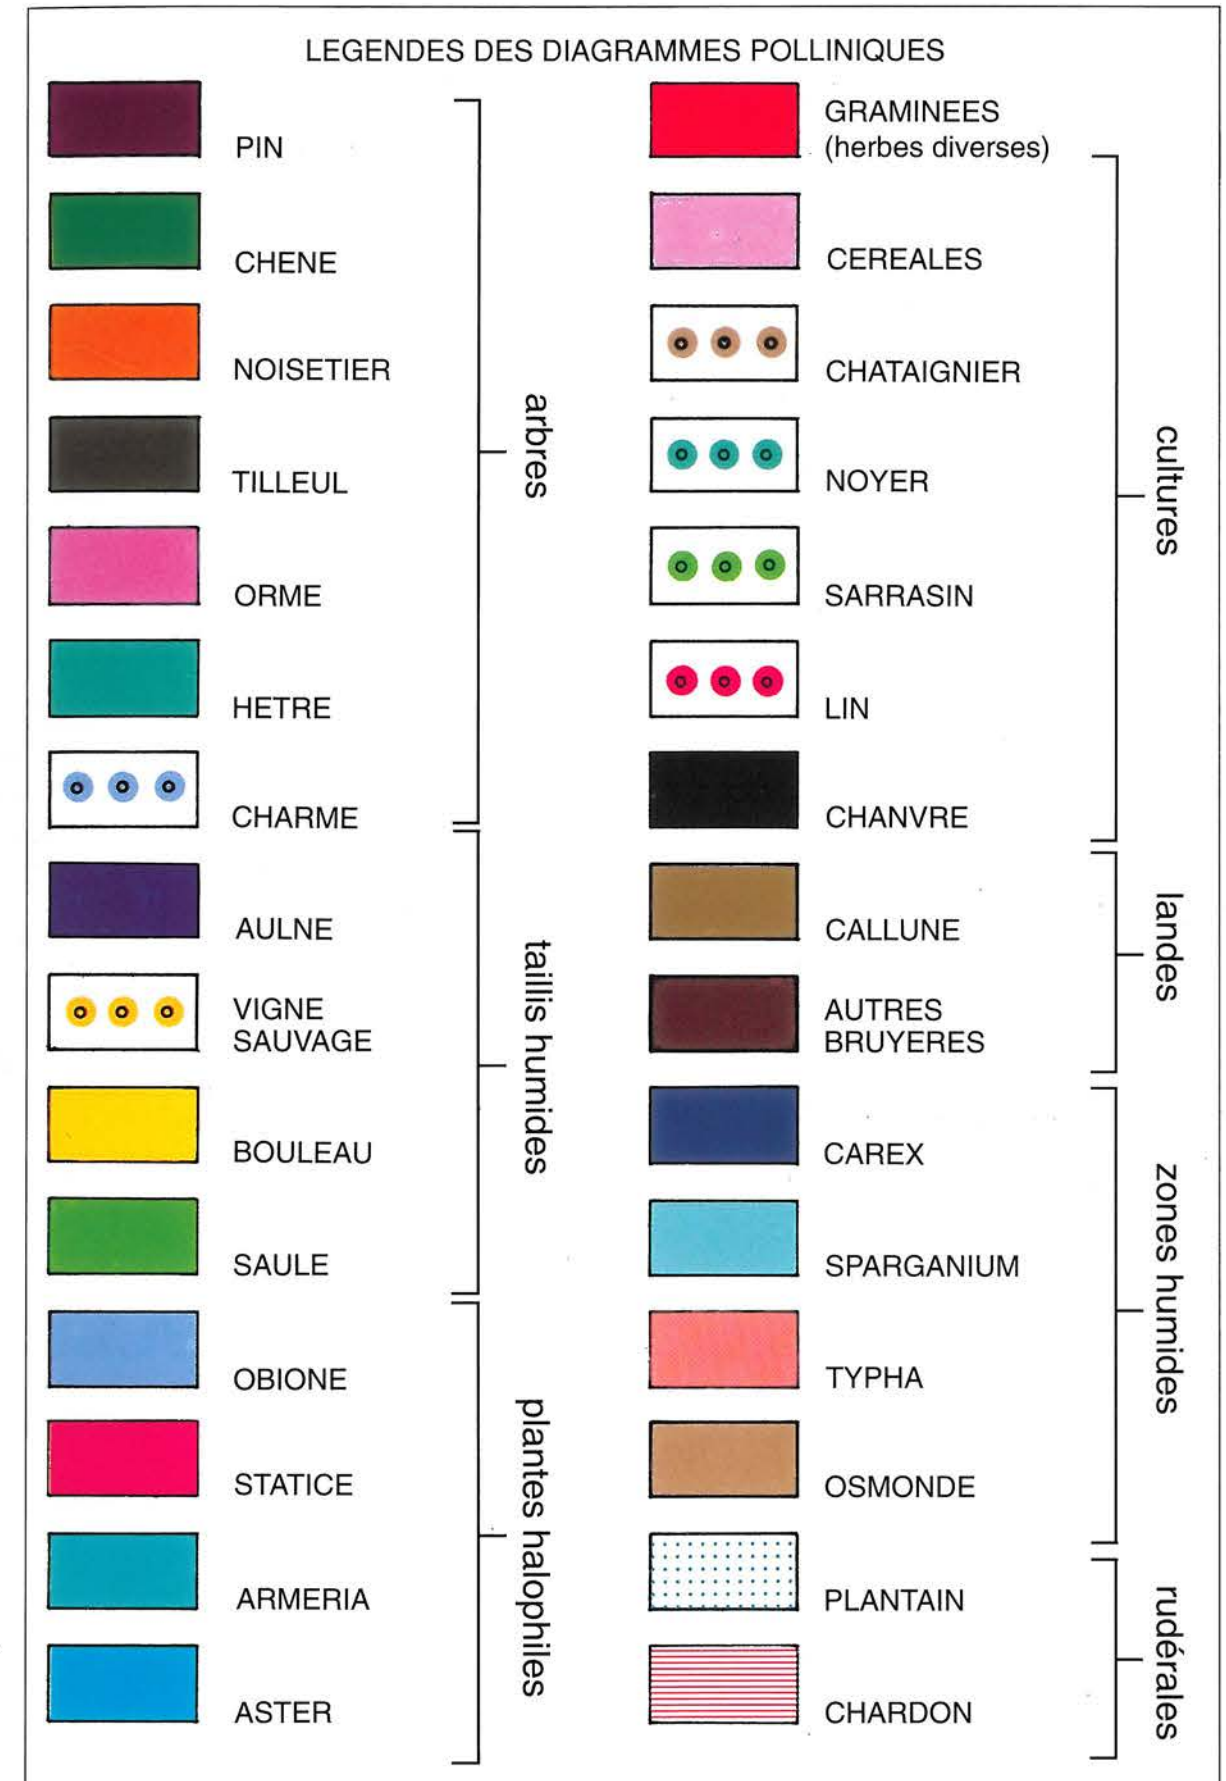 LEGENDES DES DIAGRAMMES POLLINIQUES
PIN
CHENE
NOISETIER
TILLEUL
ORME
HETRE
CHARME
arbres
AULNE
VIGNE
SAUVAGE
BOULEAU
SAULE
taillis humides
OBIONE
STATICE
ARMERIA
ASTER
plantes halophiles
GRAMINEES
(herbes diverses)
CEREALES
CHATAIGNIER
NOYER
SARRASIN
LIN
CHANVRE
cultures
CALLUNE
AUTRES
BRUYERES
landes
CAREX
SPARGANIUM
TYPHA
OSMONDE
zones humides
PLANTAIN
CHARDON
rudérales